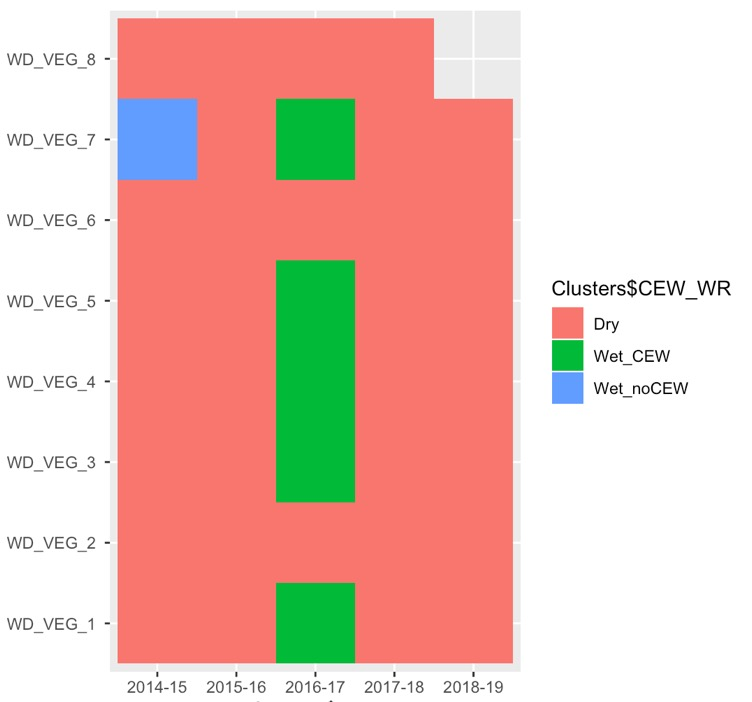 WD_VEG_8
WD_VEG_7
WD_VEG_6
WD_VEG_5
WD_VEG_4
WD_VEG_3
WD_VEG_2
WD_VEG_1
2014-15 2015-16 2016-17 2017-18 2018-19
Clusters$CEW_WR
Dry
Wet_CEW
Wet_noCEW